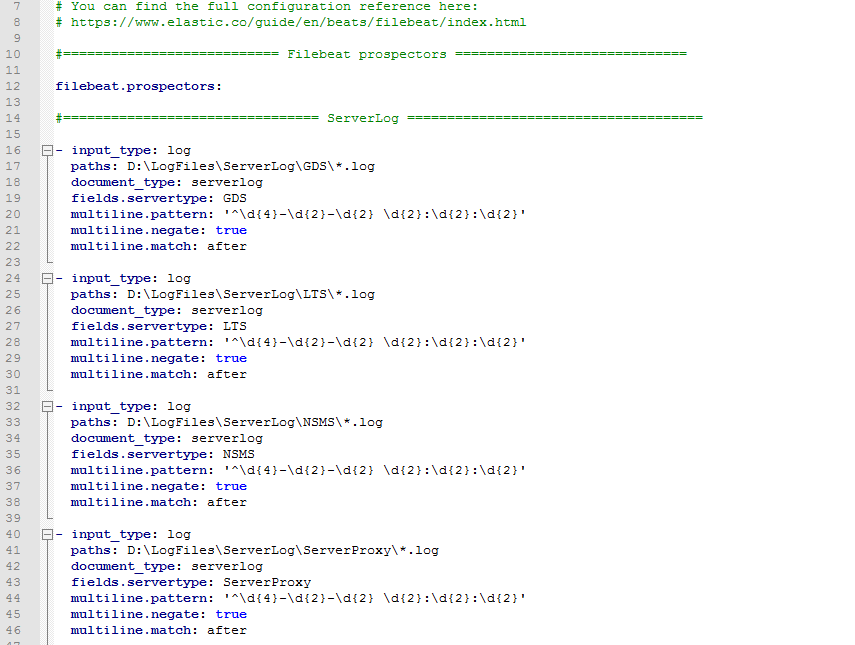 7 # You can find the full configuration reference here:
8 # https://www.elastic.co/guide/en/beats/filebeat/index.html
9
10 #=========================== Filebeat prospectors =============================
11
12 filebeat.prospectors:
13
14 #================================ ServerLog =====================================
15
16 - input_type: log
17 paths: D:\LogFiles\ServerLog\GDS\*.log
18 document_type: serverlog
19 fields.servertype: GDS
20 multiline.pattern: '^\d{4}-\d{2}-\d{2} \d{2}:\d{2}:\d{2}'
21 multiline.negate: true
22 multiline.match: after
23
24 - input_type: log
25 paths: D:\LogFiles\ServerLog\LTS\*.log
26 document_type: serverlog
27 fields.servertype: LTS
28 multiline.pattern: '^\d{4}-\d{2}-\d{2} \d{2}:\d{2}:\d{2}'
29 multiline.negate: true
30 multiline.match: after
31
32 - input_type: log
33 paths: D:\LogFiles\ServerLog\NSMS\*.log
34 document_type: serverlog
35 fields.servertype: NSMS
36 multiline.pattern: '^\d{4}-\d{2}-\d{2} \d{2}:\d{2}:\d{2}'
37 multiline.negate: true
38 multiline.match: after
39
40 - input_type: log
41 paths: D:\LogFiles\ServerLog\ServerProxy\*.log
42 document_type: serverlog
43 fields.servertype: ServerProxy
44 multiline.pattern: '^\d{4}-\d{2}-\d{2} \d{2}:\d{2}:\d{2}'
45 multiline.negate: true
46 multiline.match: after